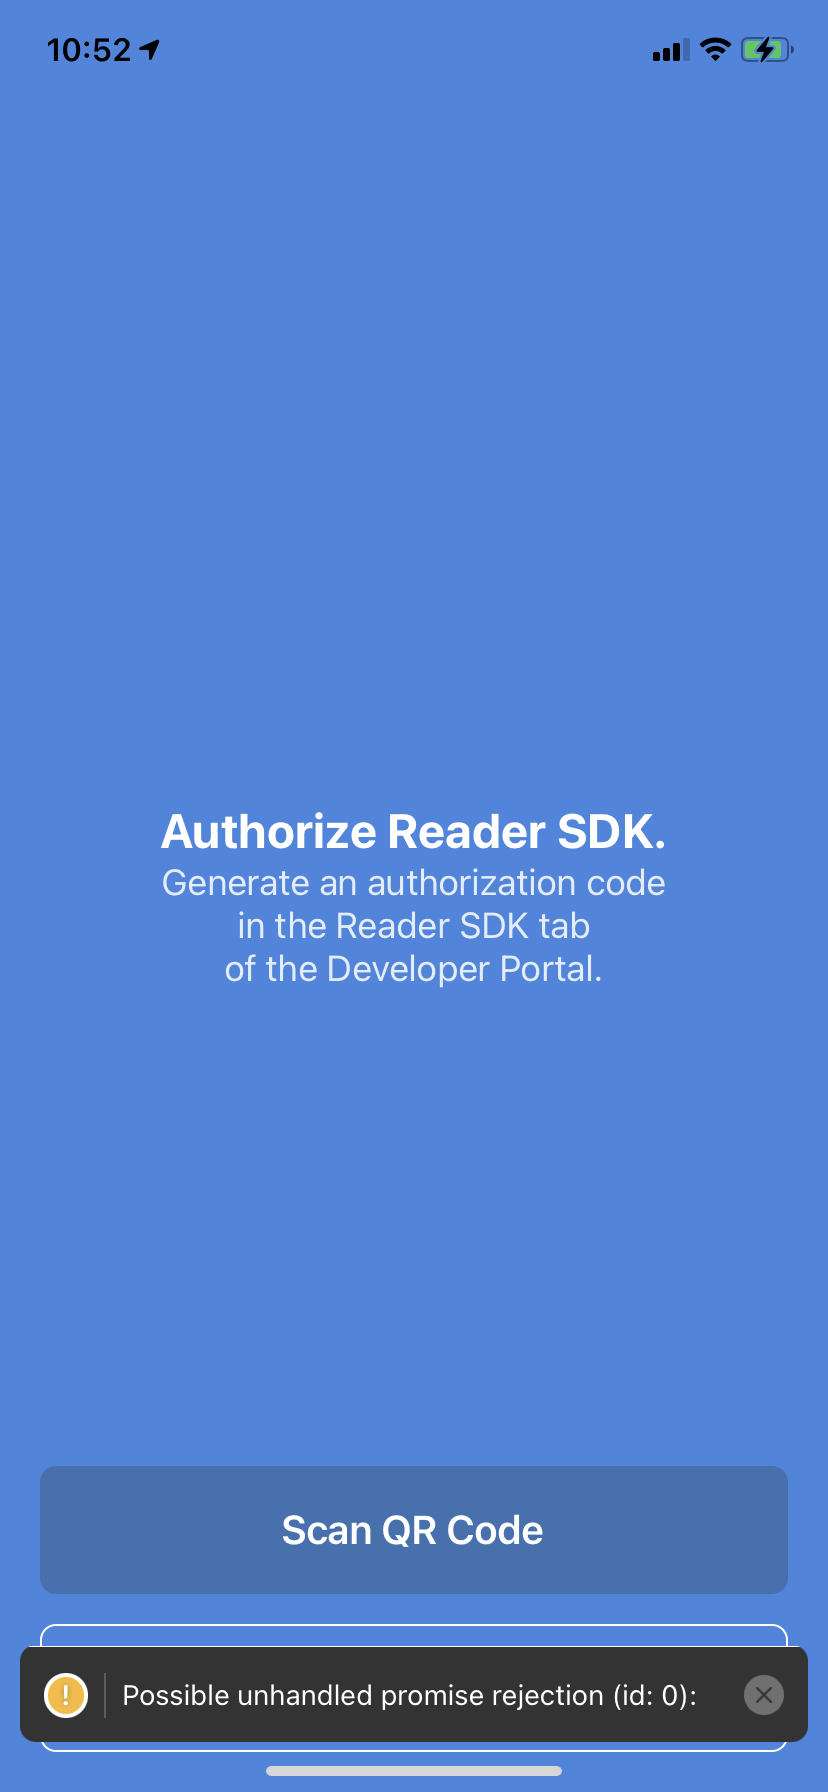 10:52
Authorize Reader SDK.
Generate an authorization code
in the Reader SDK tab
of the Developer Portal.
Scan QR Code
Possible unhandled promise rejection (id: 0):